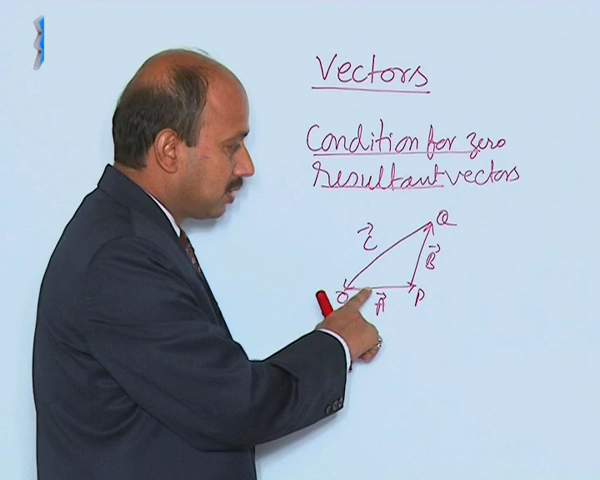 Vectors
Condition for zero
resultant vectors
Q
C
B
O
A
P